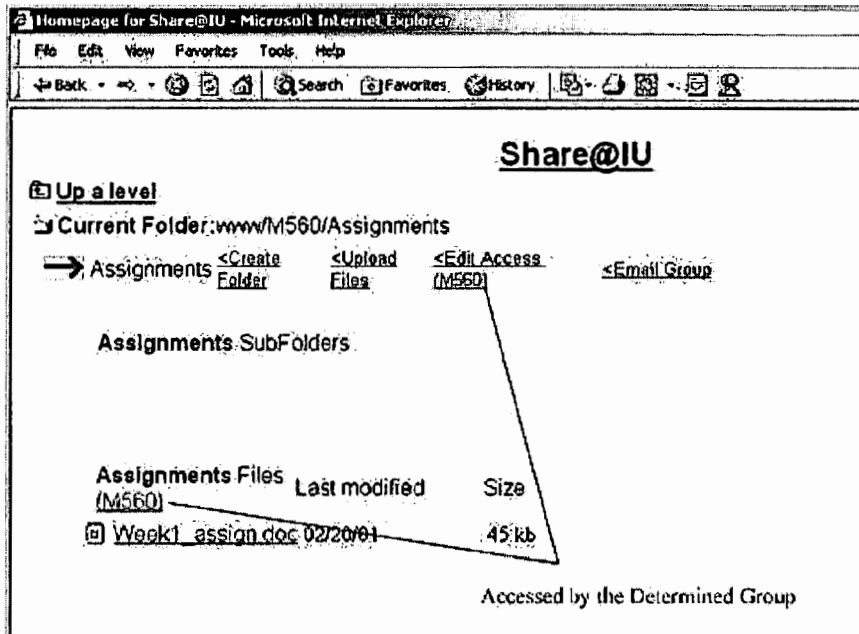 Homepage for Share@IU - Microsoft Internet Explorer
File Edit View Favorites Tools Help
Back Search Favorites History
Share@IU
Up a level
Current Folder:www/M560/Assignments
Assignments <Create Folder <Upload Files <Edit Access (M560) <Email Group
Assignments SubFolders
Assignments Files (M560) Last modified Size
Week1_assign.doc 02/20/01 45 kb
Accessed by the Determined Group